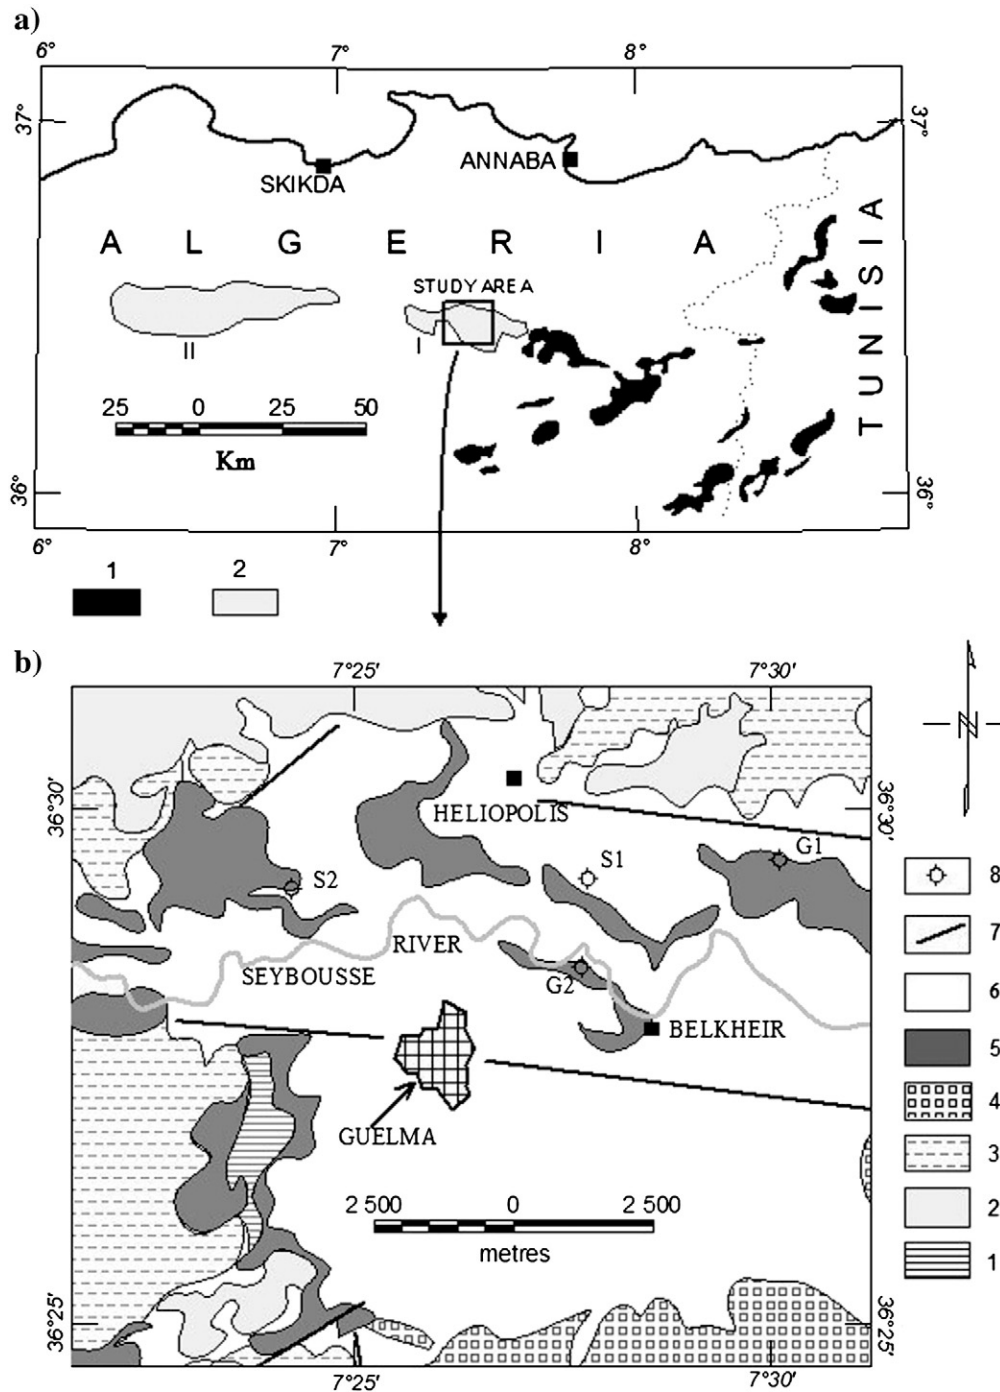 a)
6° 7° 8°
37° 37°
SKIKDA
ANNABA
A L G E R I A
TUNISIA
STUDY AREA
I
II
25 0 25 50
Km
36° 36°
6° 7° 8°
1 2
b)
7°25' 7°30'
N
36°30' 36°30'
HELIOPOLIS
S2
S1
G1
RIVER
SEYBOUSSE
G2
BELKHEIR
GUELMA
2 500 0 2 500
metres
36°25' 36°25'
7°25' 7°30'
8
7
6
5
4
3
2
1